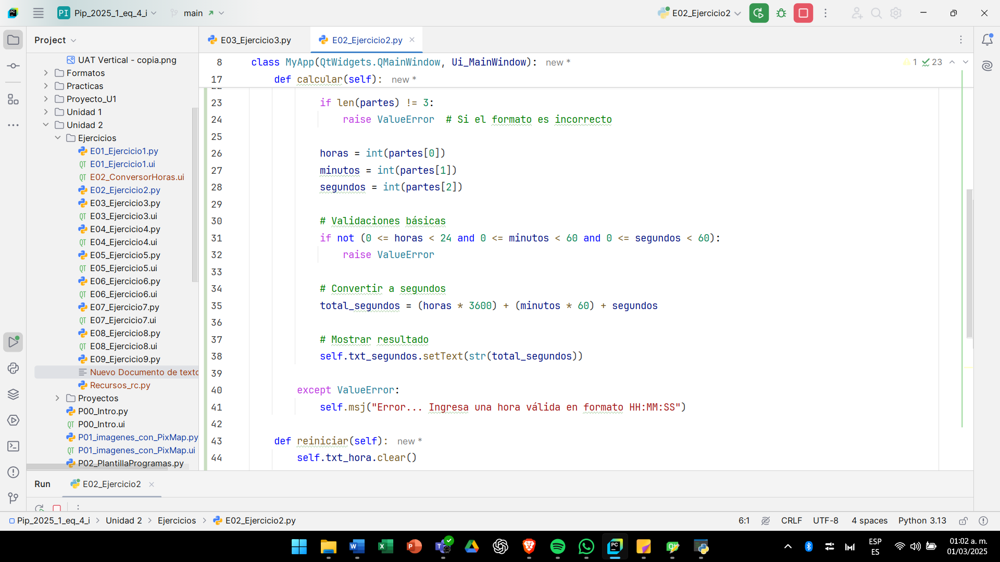 PI Pip_2025_1_eq_4_i main E02_Ejercicio2
Project
E03_Ejercicio3.py E02_Ejercicio2.py
UAT Vertical - copia.png
Formatos
Practicas
Proyecto_U1
Unidad 1
Unidad 2
Ejercicios
E01_Ejercicio1.py
E01_Ejercicio1.ui
E02_ConversorHoras.ui
E02_Ejercicio2.py
E03_Ejercicio3.py
E03_Ejercicio3.ui
E04_Ejercicio4.py
E04_Ejercicio4.ui
E05_Ejercicio5.py
E05_Ejercicio5.ui
E06_Ejercicio6.py
E06_Ejercicio6.ui
E07_Ejercicio7.py
E07_Ejercicio7.ui
E08_Ejercicio8.py
E08_Ejercicio8.ui
E09_Ejercicio9.py
Nuevo Documento de texto
Recursos_rc.py
Proyectos
P00_Intro.py
P00_Intro.ui
P01_imagenes_con_PixMap.py
P01_imagenes_con_PixMap.ui
P02_PlantillaProgramas.py
8 class MyApp(QtWidgets.QMainWindow, Ui_MainWindow): new * 1 23
17 def calcular(self): new *
23 if len(partes) != 3:
24 raise ValueError # Si el formato es incorrecto
25
26 horas = int(partes[0])
27 minutos = int(partes[1])
28 segundos = int(partes[2])
29
30 # Validaciones básicas
31 if not (0 <= horas < 24 and 0 <= minutos < 60 and 0 <= segundos < 60):
32 raise ValueError
33
34 # Convertir a segundos
35 total_segundos = (horas * 3600) + (minutos * 60) + segundos
36
37 # Mostrar resultado
38 self.txt_segundos.setText(str(total_segundos))
39
40 except ValueError:
41 self.msj("Error... Ingresa una hora válida en formato HH:MM:SS")
42
43 def reiniciar(self): new *
44 self.txt_hora.clear()
Run E02_Ejercicio2
Pip_2025_1_eq_4_i > Unidad 2 > Ejercicios > E02_Ejercicio2.py 6:1 CRLF UTF-8 4 spaces Python 3.13
ESP
ES
01:02 a. m.
01/03/2025